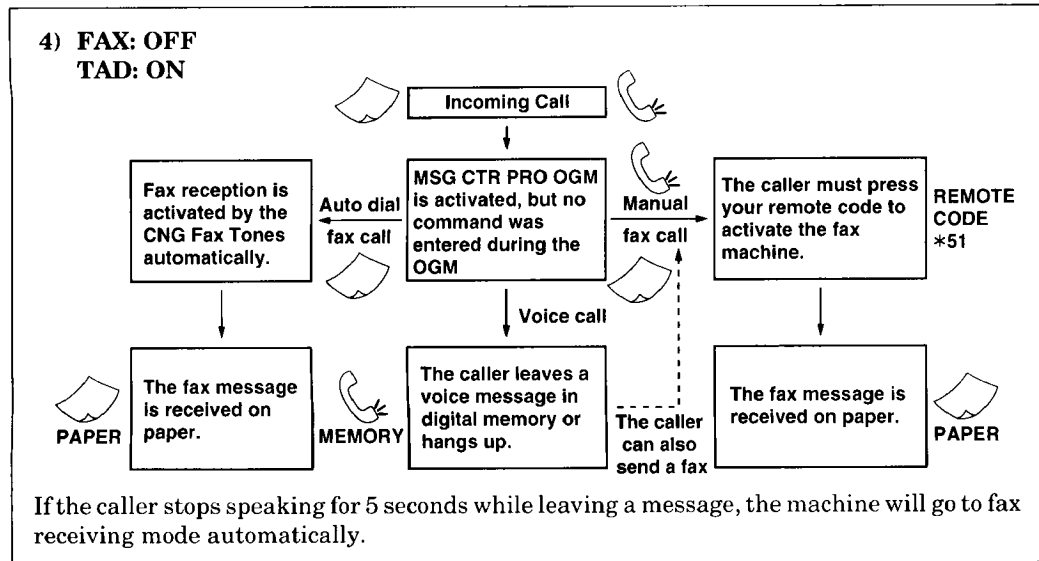 4) FAX: OFF
TAD: ON
Incoming Call
Fax reception is
activated by the
CNG Fax Tones
automatically.
Auto dial
fax call
MSG CTR PRO OGM
is activated, but no
command was
entered during the
OGM
Manual
fax call
The caller must press
your remote code to
activate the fax
machine.
REMOTE
CODE
*51
Voice call
The fax message
is received on
paper.
PAPER
The caller leaves a
voice message in
digital memory or
hangs up.
MEMORY
The caller
can also
send a fax
The fax message is
received on paper.
PAPER
If the caller stops speaking for 5 seconds while leaving a message, the machine will go to fax
receiving mode automatically.